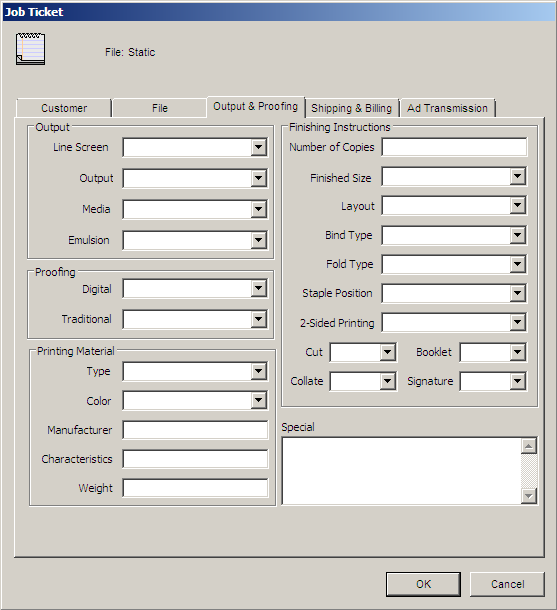 Job Ticket
File: Static
Customer File Output & Proofing Shipping & Billing Ad Transmission
Output
Line Screen
Output
Media
Emulsion
Proofing
Digital
Traditional
Printing Material
Type
Color
Manufacturer
Characteristics
Weight
Finishing Instructions
Number of Copies
Finished Size
Layout
Bind Type
Fold Type
Staple Position
2-Sided Printing
Cut Booklet
Collate Signature
Special
OK Cancel